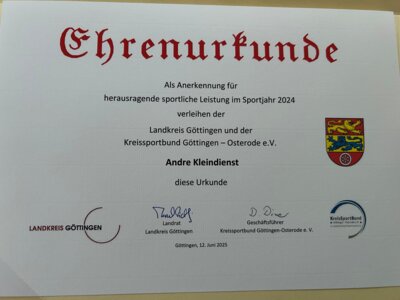 Ehrenurkunde
Als Anerkennung für
herausragende sportliche Leistung im Sportjahr 2024
verleihen der
Landkreis Göttingen und der
Kreissportbund Göttingen – Osterode e.V.
Andre Kleindienst
diese Urkunde
LANDKREIS GÖTTINGEN
Landrat
Landkreis Göttingen
Geschäftsführer
Kreissportbund Göttingen-Osterode e. V.
KreisSportBund
Göttingen, 12. Juni 2025